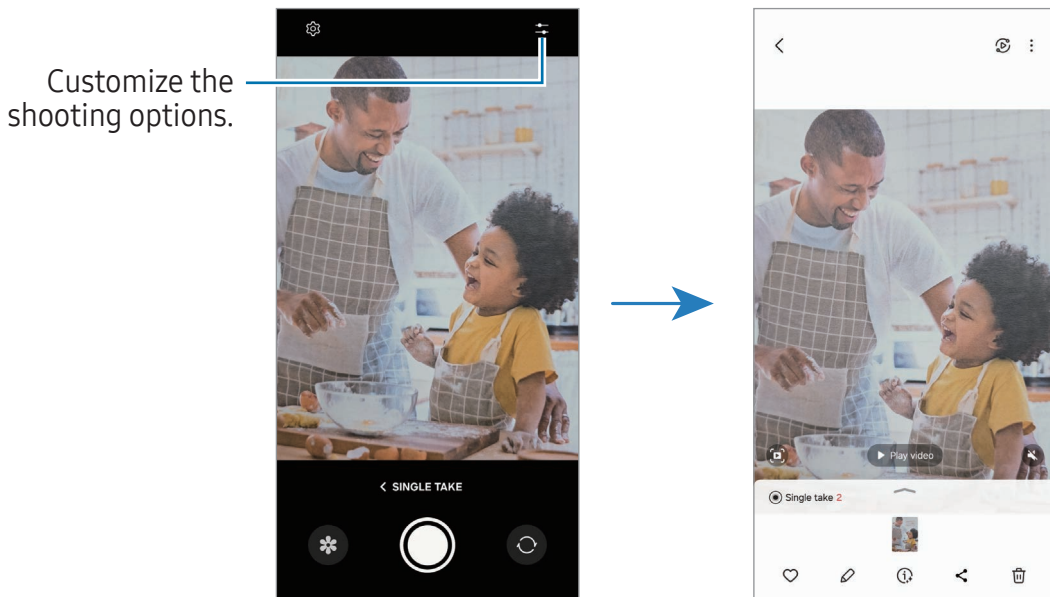 Customize the
shooting options.
SINGLE TAKE
Play video
Single take 2